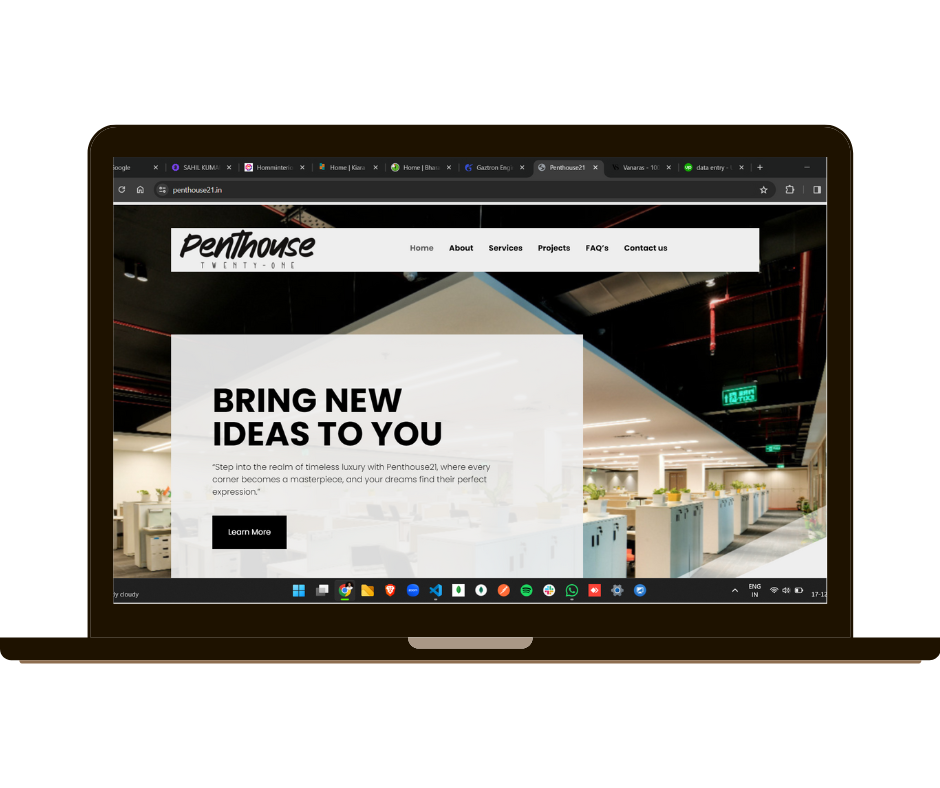 oogle
SAHIL KUMA
Homminteri
Home | Kiara
Home | Bhar
Gaztron Engi
Penthouse21
Vanaras - 10
data entry -
penthouse21.in
Penthouse
TWENTY-ONE
Home About Services Projects FAQ's Contact us
BRING NEW
IDEAS TO YOU
"Step into the realm of timeless luxury with Penthouse21, where every
corner becomes a masterpiece, and your dreams find their perfect
expression."
Learn More
ly cloudy
ENG
IN
17-12